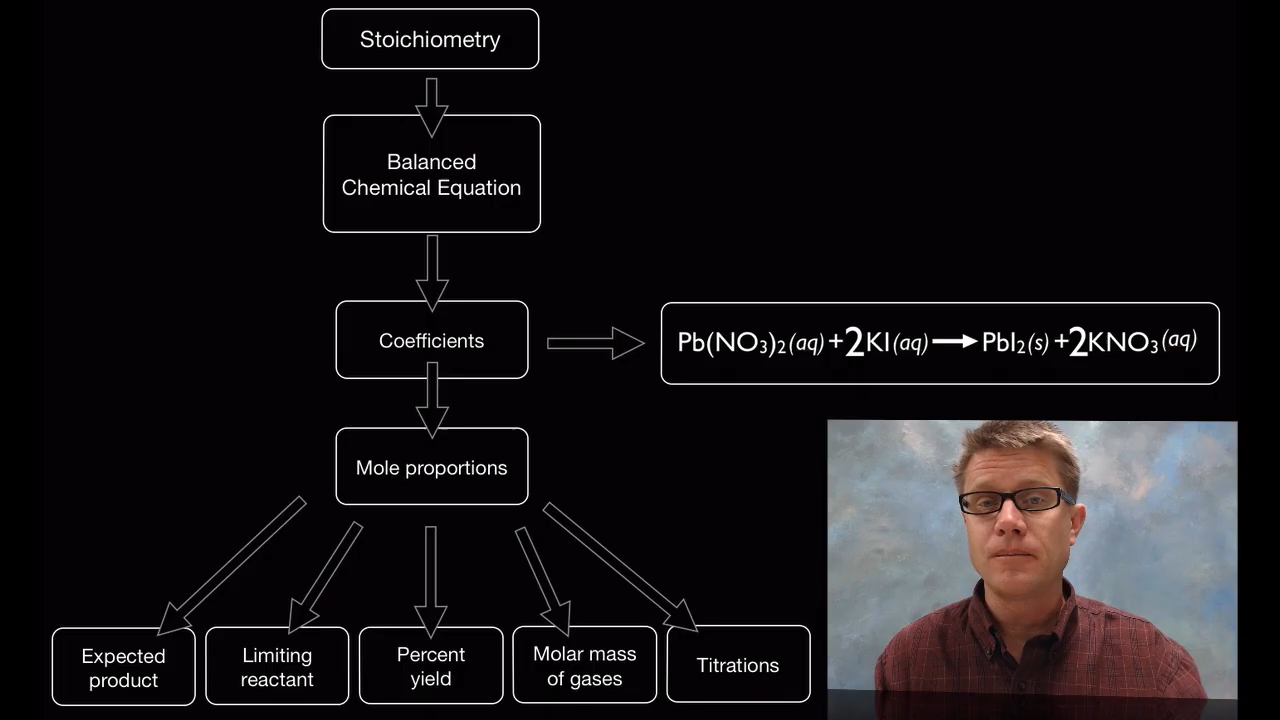 Stoichiometry
Balanced
Chemical Equation
Coefficients
Pb(NO₃)₂(aq)+2KI(aq)→PbI₂(s)+2KNO₃(aq)
Mole proportions
Expected
product
Limiting
reactant
Percent
yield
Molar mass
of gases
Titrations